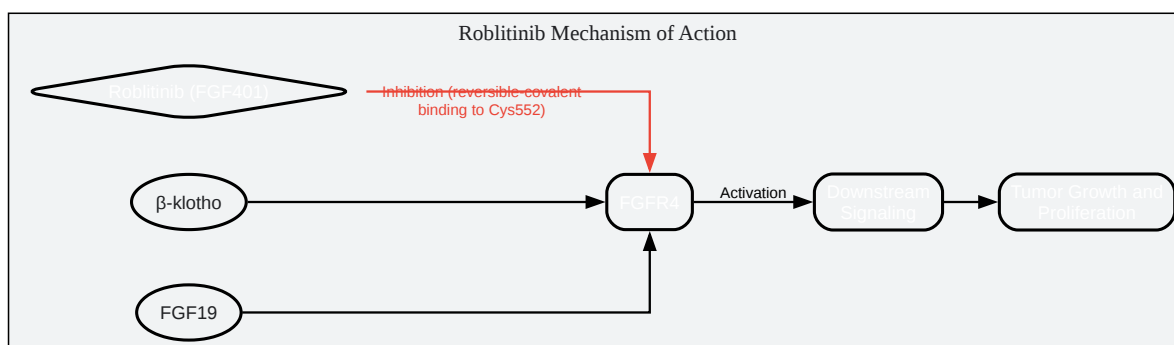 Roblitinib Mechanism of Action
Roblitinib (FGF401)
Inhibition (reversible-covalent
binding to Cys552)
β-klotho
FGFR4
Activation
Downstream
Signaling
Tumor Growth and
Proliferation
FGF19